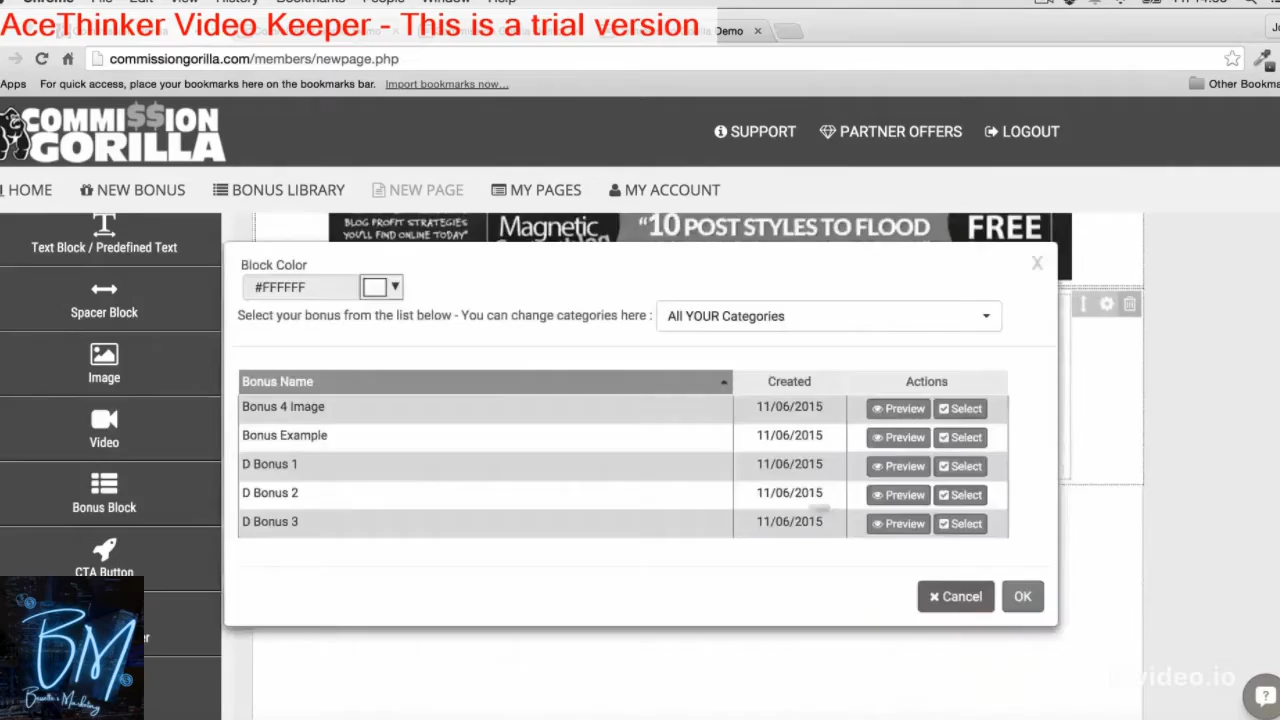 AceThinker Video Keeper - This is a trial version
Demo
commissiongorilla.com/members/newpage.php
Apps For quick access, place your bookmarks here on the bookmarks bar. Import bookmarks now... Other Bookma
COMMI$$ION
GORILLA
SUPPORT PARTNER OFFERS LOGOUT
HOME NEW BONUS BONUS LIBRARY NEW PAGE MY PAGES MY ACCOUNT
BLOG PROFIT STRATEGIES
YOU'LL FIND ONLINE TODAY"
Magnetic
"10 POST STYLES TO FLOOD
FREE
Text Block / Predefined Text
Spacer Block
Image
Video
Bonus Block
CTA Button
Block Color
X
#FFFFFF
Select your bonus from the list below - You can change categories here : All YOUR Categories
Bonus Name Created Actions
Bonus 4 Image 11/06/2015 Preview Select
Bonus Example 11/06/2015 Preview Select
D Bonus 1 11/06/2015 Preview Select
D Bonus 2 11/06/2015 Preview Select
D Bonus 3 11/06/2015 Preview Select
Cancel OK
BM
video.io